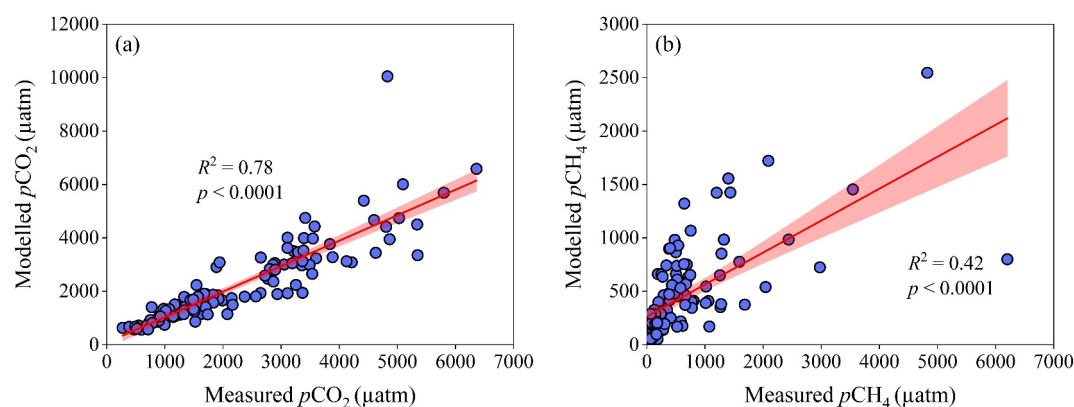 (a)
Modelled pCO₂ (μatm)
12000
10000
8000
6000
4000
2000
0
R² = 0.78
p < 0.0001
0 1000 2000 3000 4000 5000 6000 7000
Measured pCO₂ (μatm)
(b)
Modelled pCH₄ (μatm)
3000
2500
2000
1500
1000
500
0
R² = 0.42
p < 0.0001
0 1000 2000 3000 4000 5000 6000 7000
Measured pCH₄ (μatm)